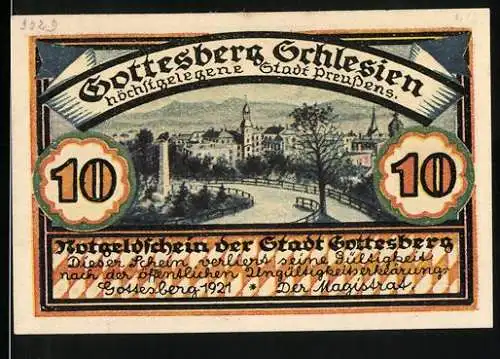 3329
Gottesberg Schlesien
höchstgelegene Stadt Preußens.
10
10
Notgeldschein der Stadt Gottesberg
Dieser Schein verliert seine Gültigkeit
nach der öffentlichen Ungültigkeitserklärung.
Gottesberg 1921 * Der Magistrat.